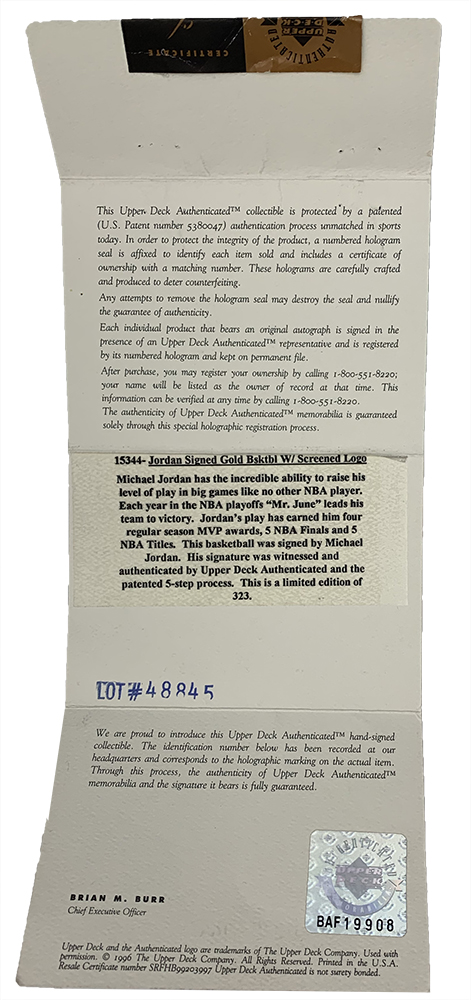 CERTIFICATE of
UPPER DECK AUTHENTICATED
This Upper Deck Authenticated™ collectible is protected by a patented
(U.S. Patent number 5380047) authentication process unmatched in sports
today. In order to protect the integrity of the product, a numbered hologram
seal is affixed to identify each item sold and includes a certificate of
ownership with a matching number. These holograms are carefully crafted
and produced to deter counterfeiting.
Any attempts to remove the hologram seal may destroy the seal and nullify
the guarantee of authenticity.
Each individual product that bears an original autograph is signed in the
presence of an Upper Deck Authenticated™ representative and is registered
by its numbered hologram and kept on permanent file.
After purchase, you may register your ownership by calling 1-800-551-8220;
your name will be listed as the owner of record at that time. This
information can be verified at any time by calling 1-800-551-8220.
The authenticity of Upper Deck Authenticated™ memorabilia is guaranteed
solely through this special holographic registration process.
15344- Jordan Signed Gold Bsktbl W/ Screened Logo
Michael Jordan has the incredible ability to raise his
level of play in big games like no other NBA player.
Each year in the NBA playoffs "Mr. June" leads his
team to victory. Jordan's play has earned him four
regular season MVP awards, 5 NBA Finals and 5
NBA Titles. This basketball was signed by Michael
Jordan. His signature was witnessed and
authenticated by Upper Deck Authenticated and the
patented 5-step process. This is a limited edition of
323.
LOT# 48845
We are proud to introduce this Upper Deck Authenticated™ hand-signed
collectible. The identification number below has been recorded at our
headquarters and corresponds to the holographic marking on the actual item.
Through this process, the authenticity of Upper Deck Authenticated™
memorabilia and the signature it bears is fully guaranteed.
UPPER
DECK
AUTHENTICATED
BAF19908
BRIAN M. BURR
Chief Executive Officer
Upper Deck and the Authenticated logo are trademarks of The Upper Deck Company. Used with
permission. © 1996 The Upper Deck Company. All Rights Reserved. Printed in the U.S.A.
Resale Certificate number SRFHB99203997 Upper Deck Authenticated is not surety bonded.